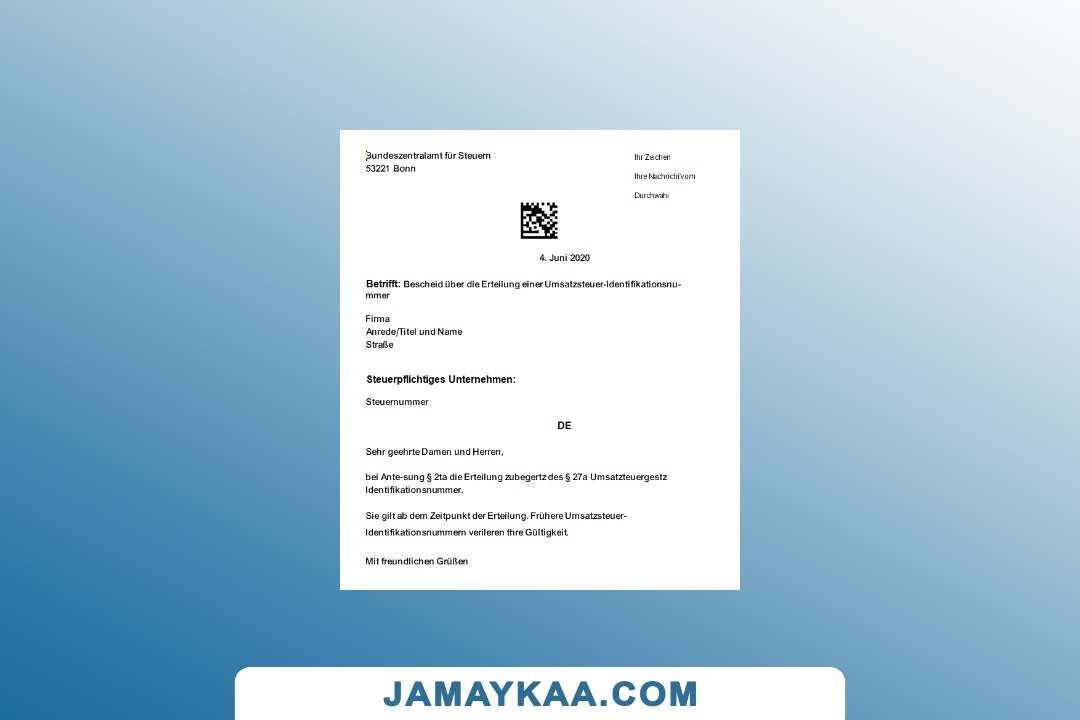 Bundeszentralamt für Steuern
53221 Bonn
Ihr Zeichen
Ihre Nachricht vom
Durchwahl
4. Juni 2020
Betrifft: Bescheid über die Erteilung einer Umsatzsteuer-Identifikationsnu-
mmer
Firma
Anrede/Titel und Name
Straße
Steuerpflichtiges Unternehmen:
Steuernummer
DE
Sehr geehrte Damen und Herren,
bei Ante-sung § 2ta die Erteilung zubegertz des § 27a Umsatzteuergestz
Identifikationsnummer.
Sie gilt ab dem Zeitpunkt der Erteilung. Frühere Umsatzsteuer-
Identifikationsnummern verileren thre Gültigkeit.
Mit freundlichen Grüßen
JAMAYKAA.COM